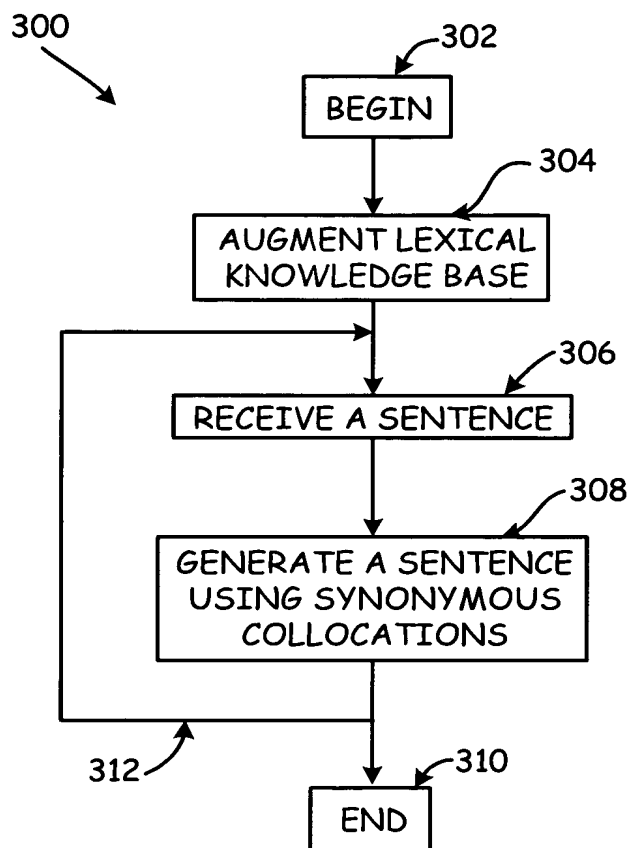 300
302
BEGIN
304
AUGMENT LEXICAL
KNOWLEDGE BASE
306
RECEIVE A SENTENCE
308
GENERATE A SENTENCE
USING SYNONYMOUS
COLLOCATIONS
312
310
END